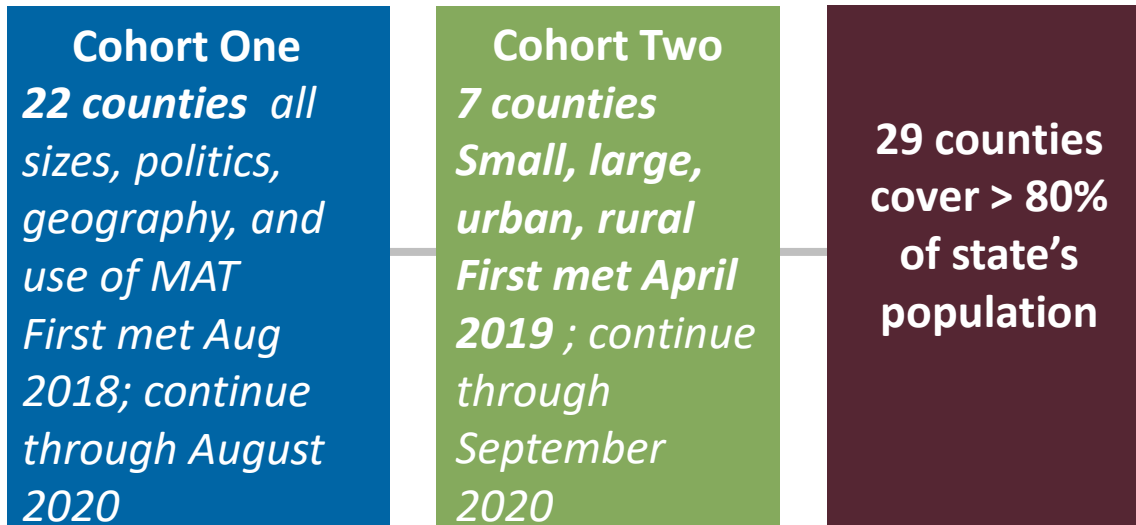 Cohort One
22 counties all
sizes, politics,
geography, and
use of MAT
First met Aug
2018; continue
through August
2020
Cohort Two
7 counties
Small, large,
urban, rural
First met April
2019 ; continue
through
September
2020
29 counties
cover > 80%
of state’s
population